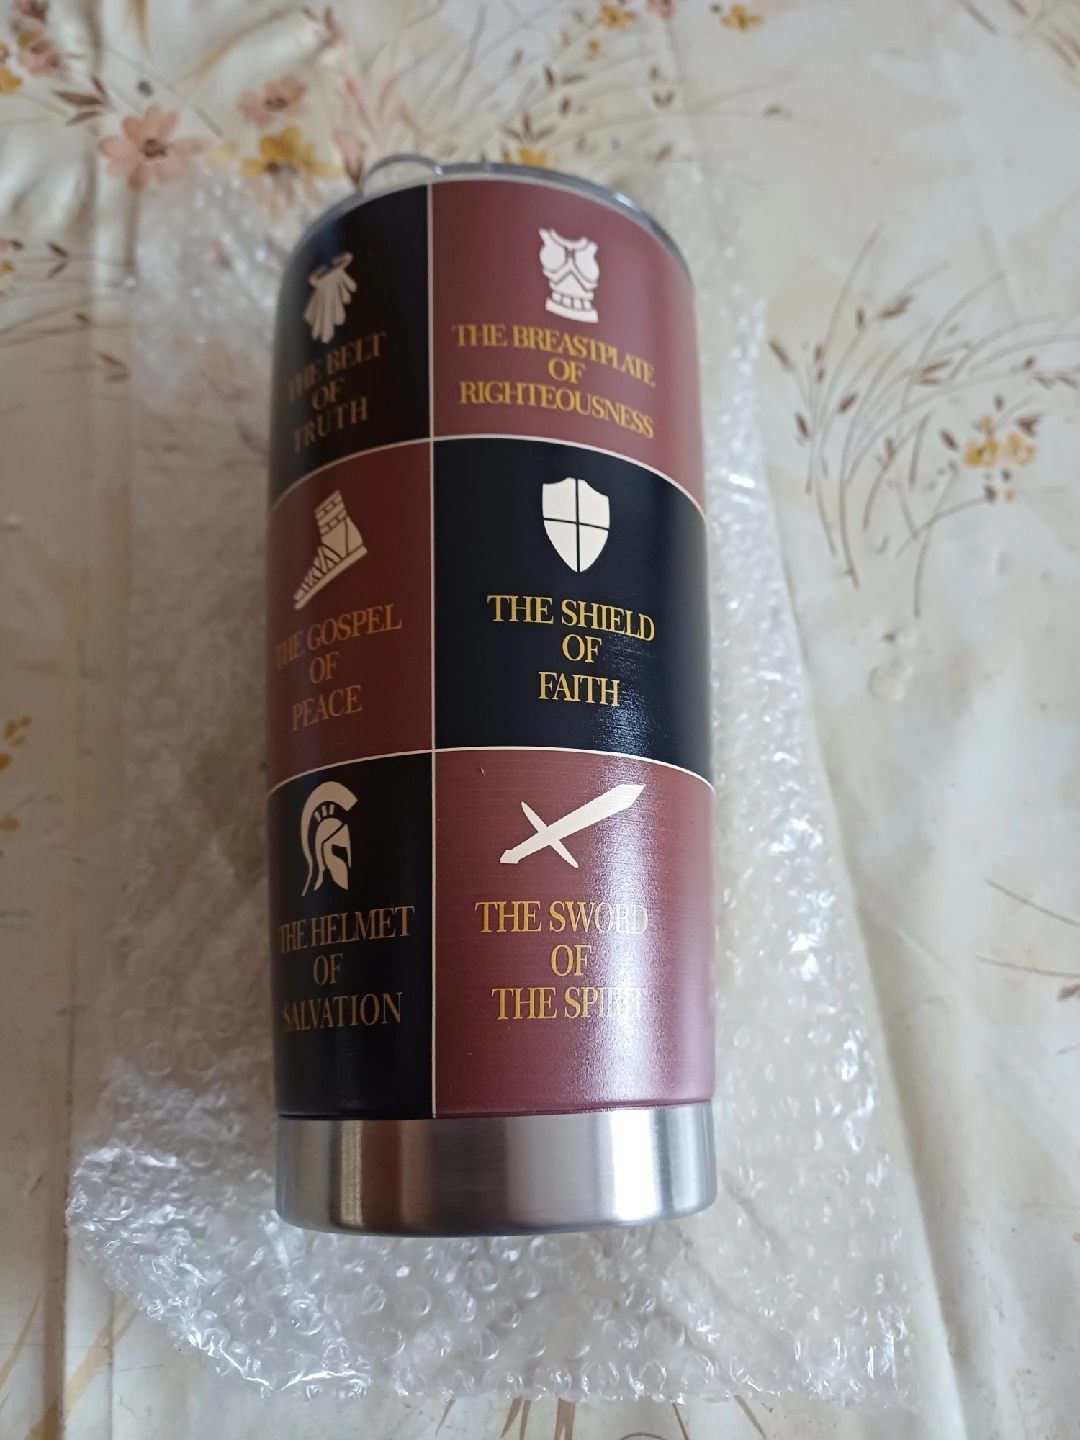 THE BELT
OF
TRUTH
THE BREASTPLATE
OF
RIGHTEOUSNESS
THE GOSPEL
OF
PEACE
THE SHIELD
OF
FAITH
THE HELMET
OF
SALVATION
THE SWORD
OF
THE SPIRIT